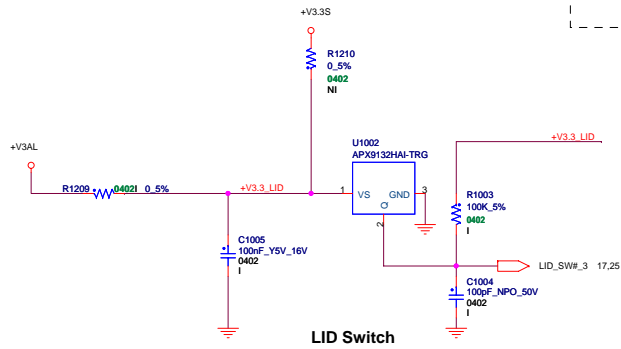 +V3.3S
R1210
0_5%
0402
NI
+V3AL
R1209 0402I 0_5%
+V3.3_LID
U1002
APX9132HAI-TRG
1 VS GND 3
O
2
+V3.3_LID
R1003
100K_5%
0402
I
C1005
100nF_Y5V_16V
0402
I
LID_SW#_3 17,25
C1004
100pF_NPO_50V
0402
I
LID Switch